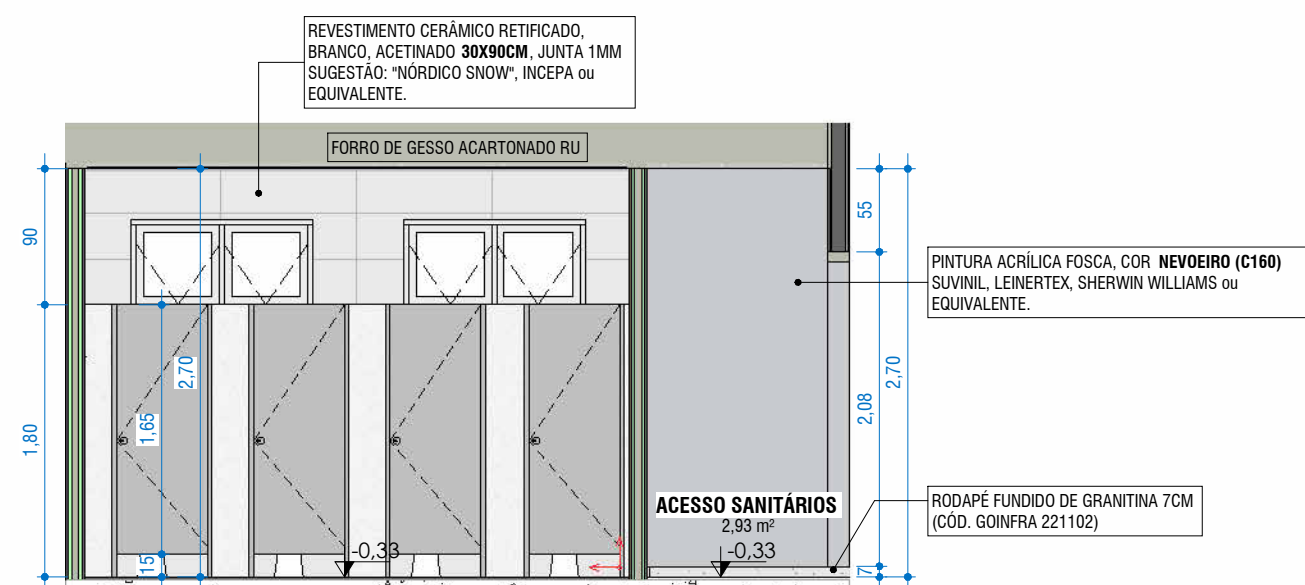 REVESTIMENTO CERÂMICO RETIFICADO,
BRANCO, ACETINADO 30X90CM, JUNTA 1MM
SUGESTÃO: "NÓRDICO SNOW", INCEPA ou
EQUIVALENTE.
FORRO DE GESSO ACARTONADO RU
90
55
PINTURA ACRÍLICA FOSCA, COR NEVOEIRO (C160)
SUVINIL, LEINERTEX, SHERWIN WILLIAMS ou
EQUIVALENTE.
2,70
2,70
1,80
1,65
2,08
ACESSO SANITÁRIOS
2,93 m²
RODAPÉ FUNDIDO DE GRANITINA 7CM
(CÓD. GOINFRA 221102)
15
-0,33
-0,33
7